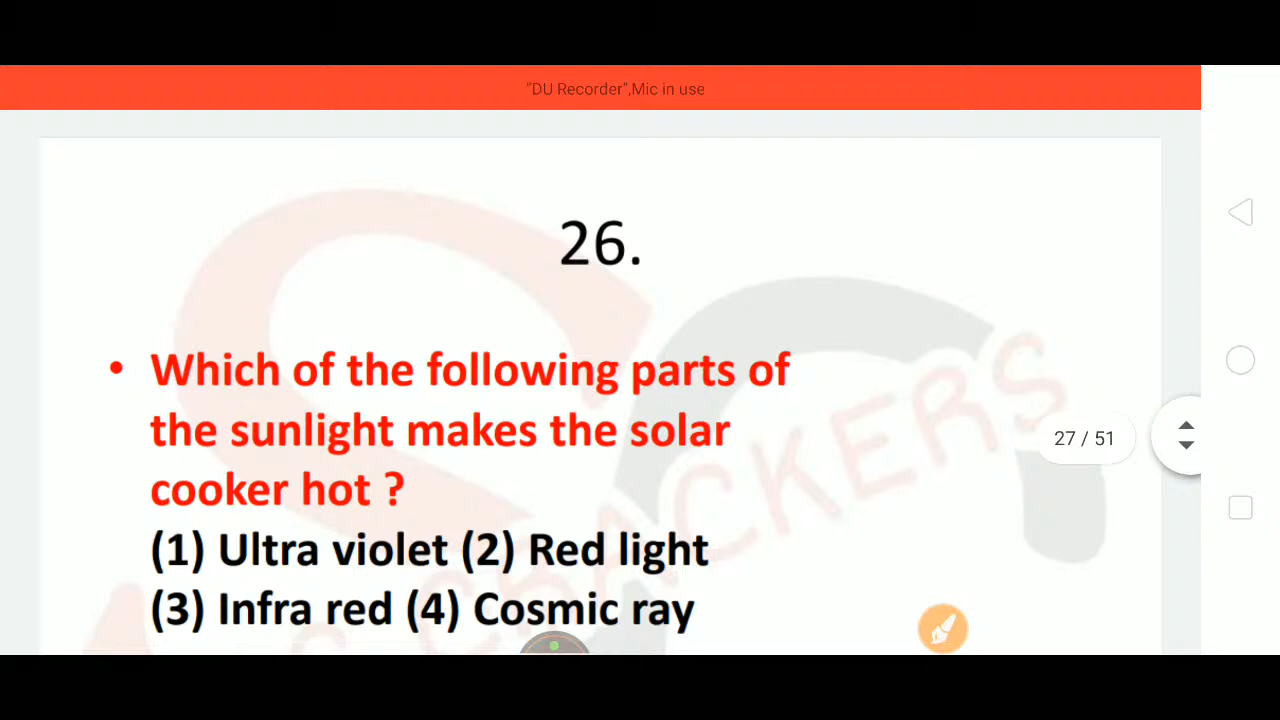 "DU Recorder",Mic in use
26.
• Which of the following parts of
the sunlight makes the solar
cooker hot ?
(1) Ultra violet (2) Red light
(3) Infra red (4) Cosmic ray
27 / 51
CRACKERS